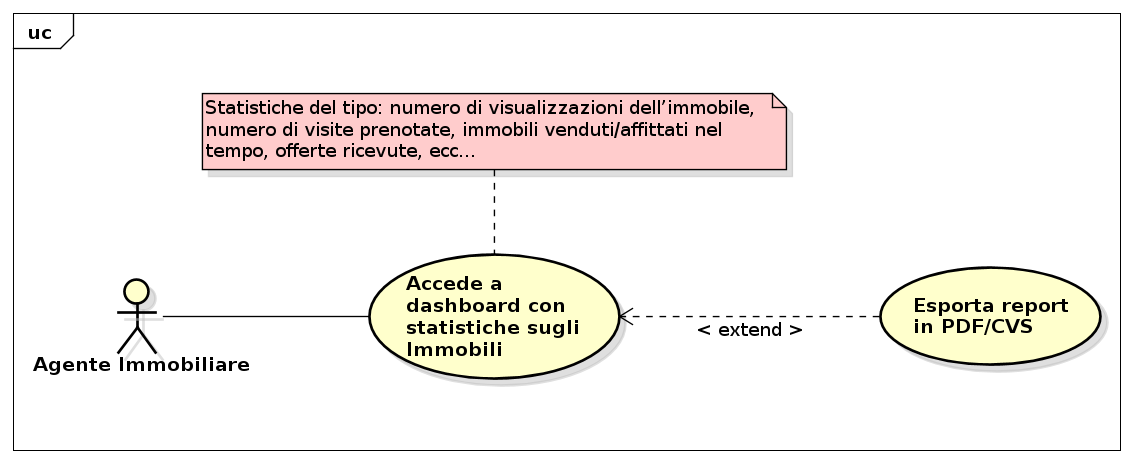 uc
Statistiche del tipo: numero di visualizzazioni dell'immobile,
numero di visite prenotate, immobili venduti/affittati nel
tempo, offerte ricevute, ecc...
Accede a
dashboard con
statistiche sugli
Immobili
Esporta report
in PDF/CVS
< extend >
Agente Immobiliare